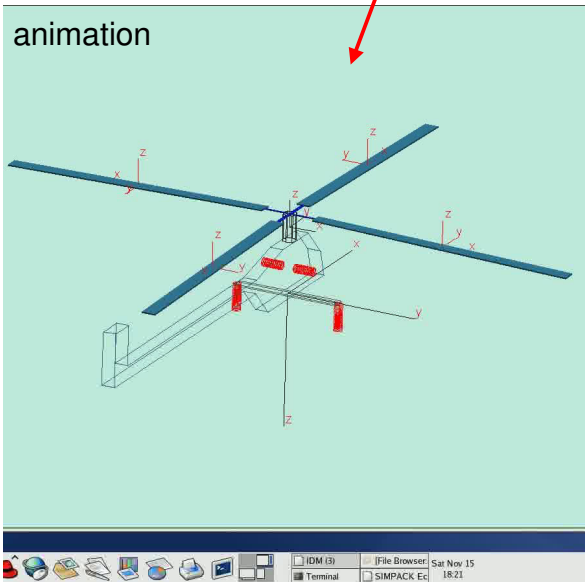 animation
z
y
x
z
x
y
z
y
x
z
y
x
z
y
x
y
z
IDM (3)
[File Browser
Sat Nov 15
Terminal
SIMPACK Ec
18:21